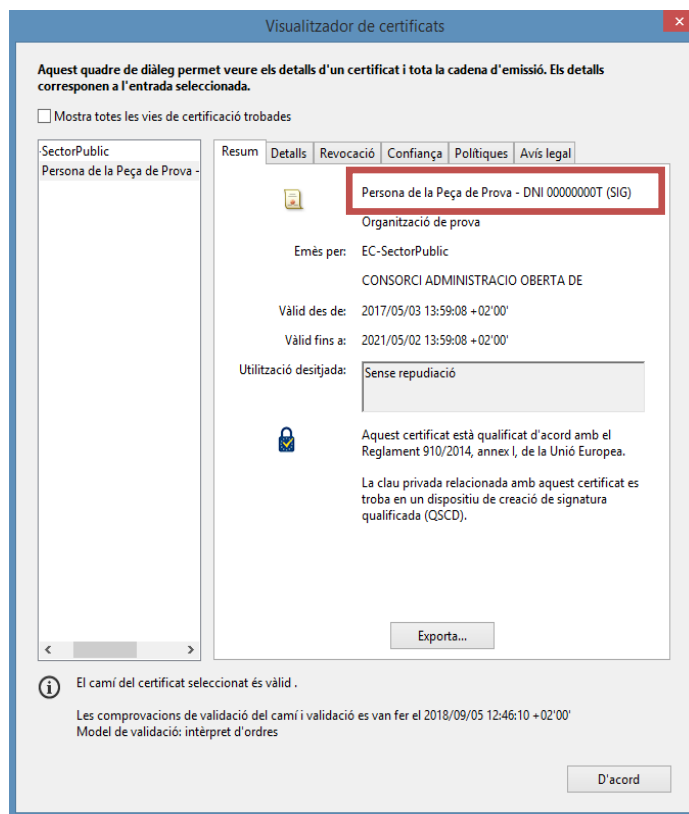 Visualitzador de certificats
Aquest quadre de diàleg permet veure els detalls d'un certificat i tota la cadena d'emissió. Els detalls
corresponen a l'entrada seleccionada.
Mostra totes les vies de certificació trobades
SectorPublic
Persona de la Peça de Prova -
Resum Detalls Revocació Confiança Polítiques Avís legal
Persona de la Peça de Prova - DNI 00000000T (SIG)
Organització de prova
Emès per: EC-SectorPublic
CONSORCI ADMINISTRACIO OBERTA DE
Vàlid des de: 2017/05/03 13:59:08 +02'00'
Vàlid fins a: 2021/05/02 13:59:08 +02'00'
Utilització desitjada: Sense repudiació
Aquest certificat està qualificat d'acord amb el
Reglament 910/2014, annex I, de la Unió Europea.
La clau privada relacionada amb aquest certificat es
troba en un dispositiu de creació de signatura
qualificada (QSCD).
Exporta...
El camí del certificat seleccionat és vàlid .
Les comprovacions de validació del camí i validació es van fer el 2018/09/05 12:46:10 +02'00'
Model de validació: intèrpret d'ordres
D'acord